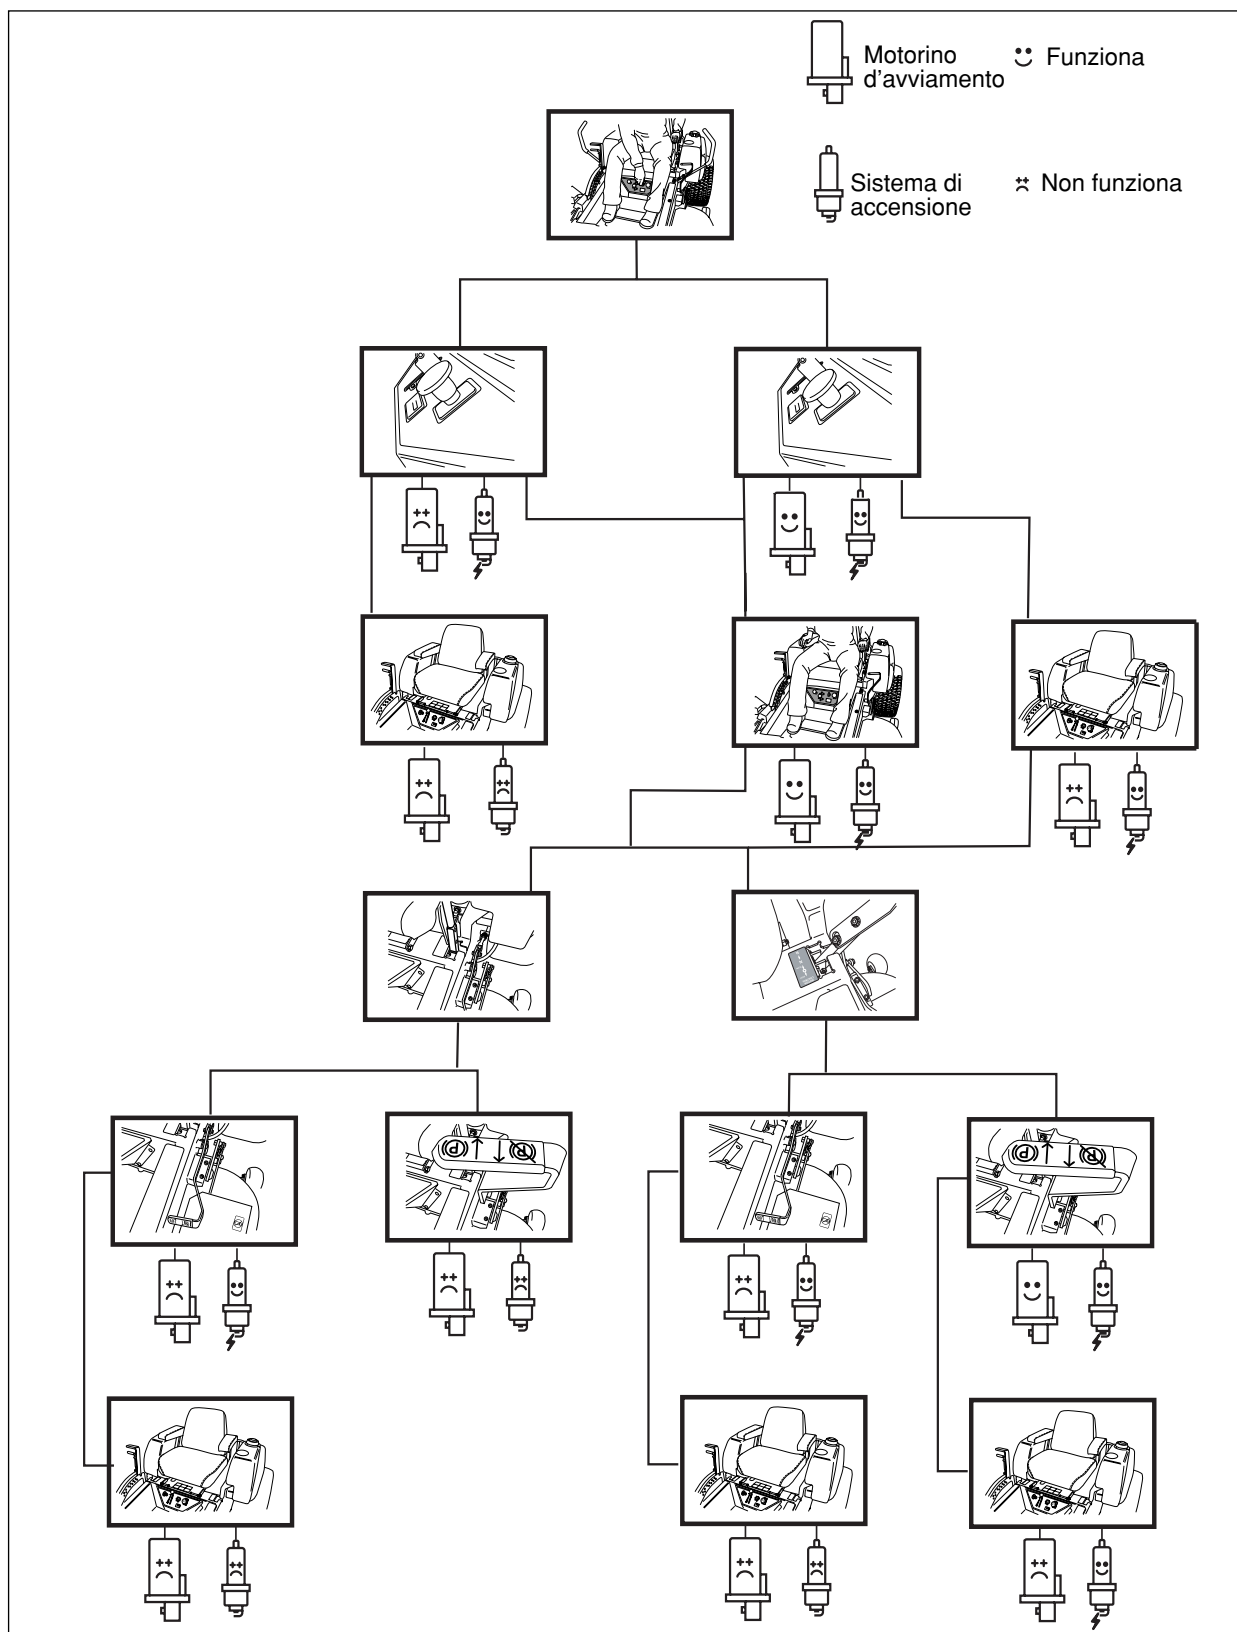 Motorino
d'avviamento
Funziona
Sistema di
accensione
Non funziona
P
P